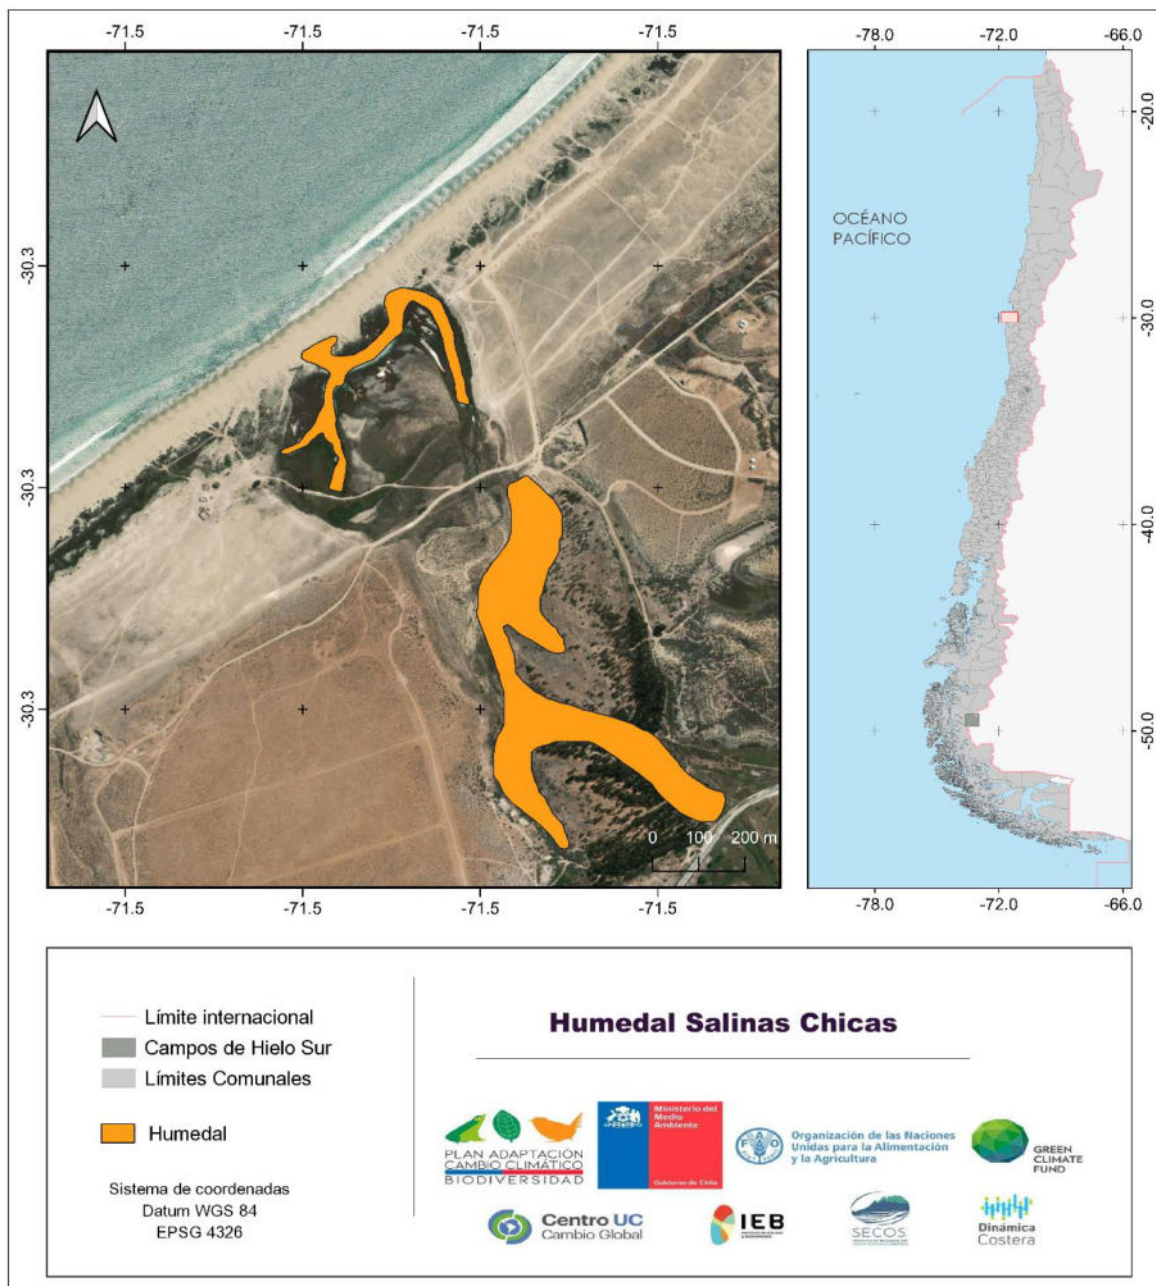 -71.5 -71.5 -71.5 -71.5
-78.0 -72.0 -66.0
-30.3
-30.3
-30.3
-20.0
-30.0
-40.0
-50.0
OCÉANO
PACÍFICO
0 100 200 m
-71.5 -71.5 -71.5 -71.5
-78.0 -72.0 -66.0
Límite internacional
Campos de Hielo Sur
Límites Comunales
Humedal
Sistema de coordenadas
Datum WGS 84
EPSG 4326
Humedal Salinas Chicas
PLAN ADAPTACIÓN
CAMBIO CLIMÁTICO
BIODIVERSIDAD
Ministerio del
Medio
Ambiente
Gobierno de Chile
FAO
Organización de las Naciones
Unidas para la Alimentación
y la Agricultura
GREEN
CLIMATE
FUND
Centro UC
Cambio Global
IEB
SECOS
Dinámica
Costera